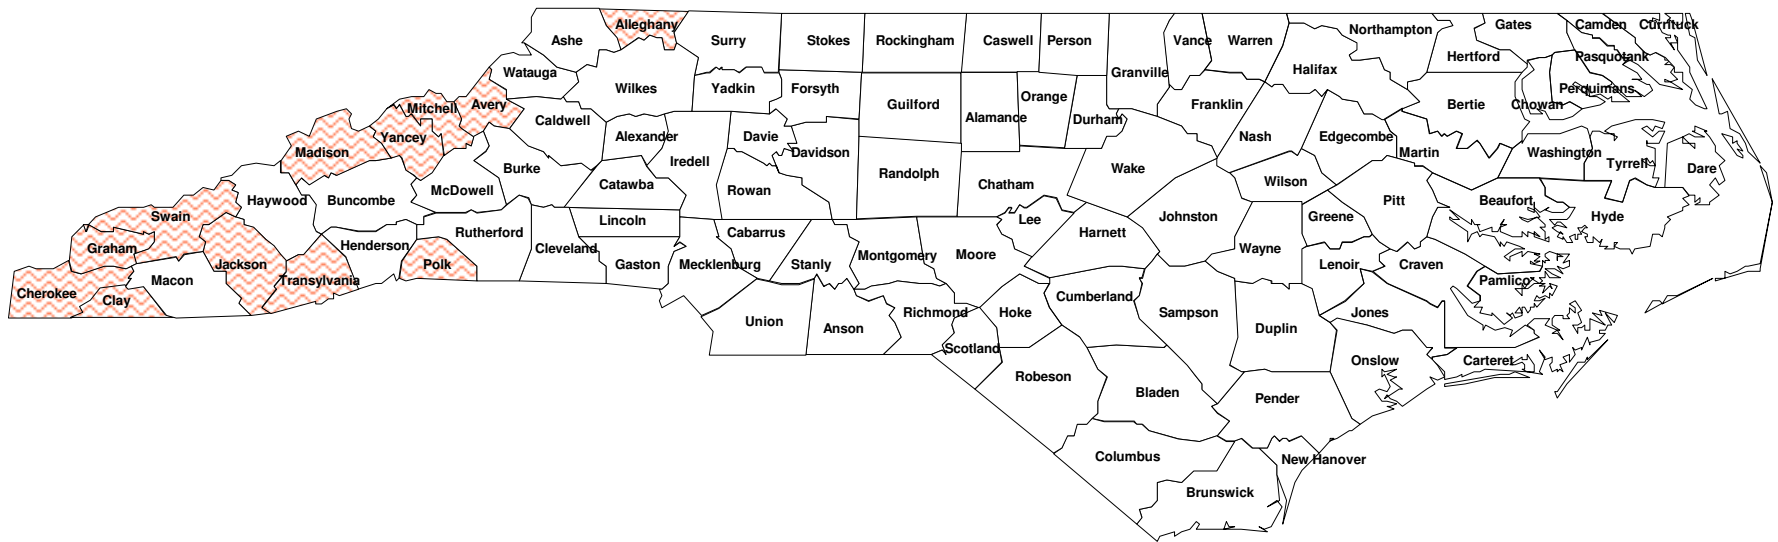 Alleghany
Ashe
Surry
Stokes
Rockingham
Caswell
Person
Vance
Warren
Northampton
Gates
Camden
Currituck
Watauga
Wilkes
Yadkin
Forsyth
Granville
Halifax
Hertford
Pasquotank
Mitchell
Avery
Caldwell
Alexander
Davie
Guilford
Alamance
Orange
Durham
Franklin
Nash
Edgecombe
Bertie
Chowan
Perquimans
Madison
Yancey
Burke
Iredell
Davidson
Randolph
Chatham
Wake
Wilson
Martin
Washington
Tyrrell
Dare
Haywood
Buncombe
McDowell
Catawba
Rowan
Lincoln
Lee
Johnston
Greene
Pitt
Beaufort
Hyde
Swain
Graham
Henderson
Rutherford
Cleveland
Gaston
Cabarrus
Mecklenburg
Stanly
Montgomery
Moore
Harnett
Wayne
Lenoir
Craven
Pamlico
Cherokee
Clay
Macon
Jackson
Transylvania
Polk
Union
Anson
Richmond
Hoke
Cumberland
Sampson
Duplin
Jones
Scotland
Robeson
Bladen
Pender
Onslow
Carteret
Columbus
New Hanover
Brunswick